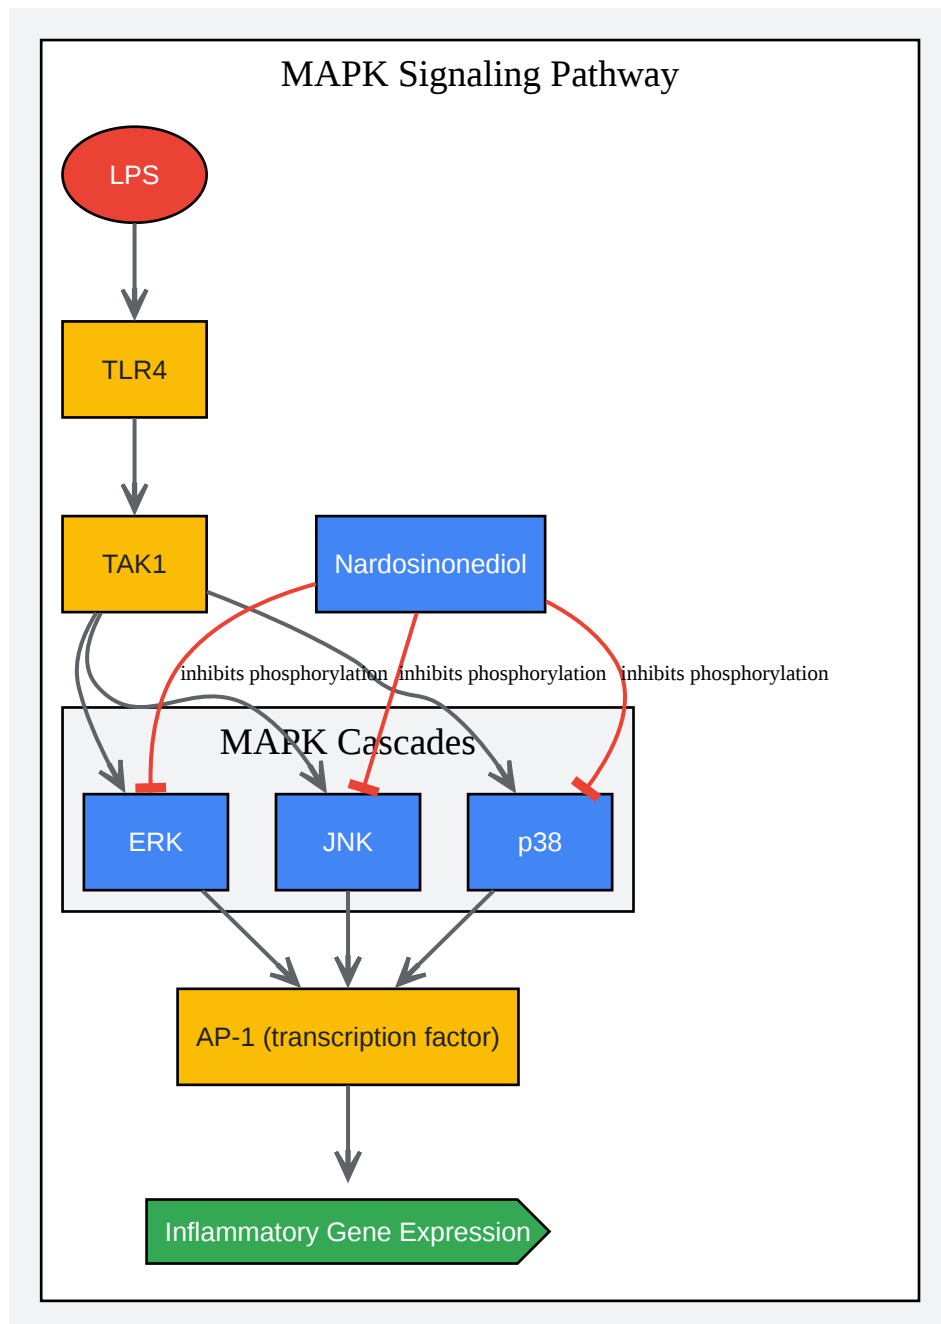 MAPK Signaling Pathway
LPS
TLR4
TAK1
Nardosinonediol
inhibits phosphorylation
inhibits phosphorylation
inhibits phosphorylation
MAPK Cascades
ERK
JNK
p38
AP-1 (transcription factor)
Inflammatory Gene Expression